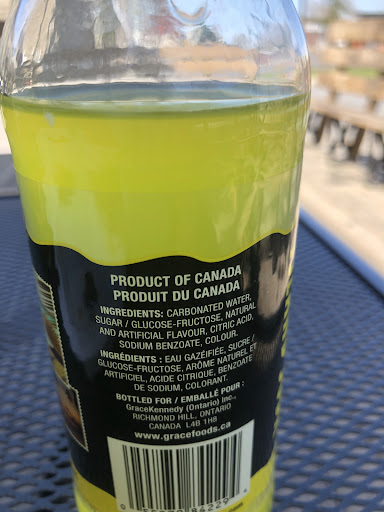 PRODUCT OF CANADA
PRODUIT DU CANADA
INGREDIENTS: CARBONATED WATER,
SUGAR / GLUCOSE-FRUCTOSE, NATURAL
AND ARTIFICIAL FLAVOUR, CITRIC ACID,
SODIUM BENZOATE, COLOUR.
INGRÉDIENTS : EAU GAZÉIFIÉE, SUCRE /
GLUCOSE-FRUCTOSE, ARÔME NATUREL ET
ARTIFICIEL, ACIDE CITRIQUE, BENZOATE
DE SODIUM, COLORANT.
BOTTLED FOR / EMBALLÉ POUR :
GraceKennedy (Ontario) Inc.,
RICHMOND HILL, ONTARIO
CANADA L4B 1H8
www.gracefoods.ca